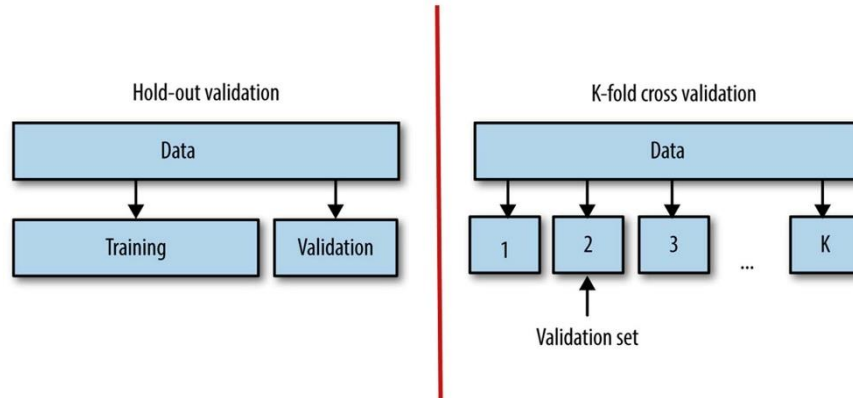 Hold-out validation
Data
Training
Validation
K-fold cross validation
Data
1
2
3
...
K
Validation set